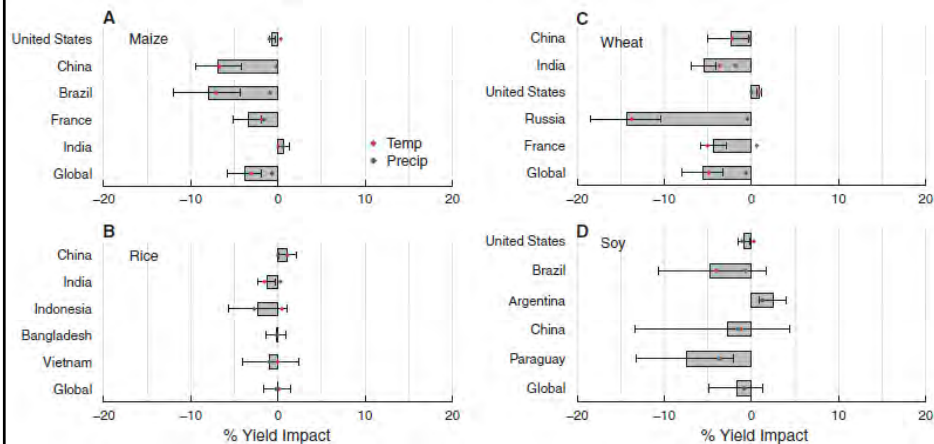 A
Maize
United States
China
Brazil
France
India
Global
Temp
Precip
−20 −10 0 10 20
B
Rice
China
India
Indonesia
Bangladesh
Vietnam
Global
−20 −10 0 10 20
% Yield Impact
C
Wheat
China
India
United States
Russia
France
Global
−20 −10 0 10 20
D
Soy
United States
Brazil
Argentina
China
Paraguay
Global
−20 −10 0 10 20
% Yield Impact